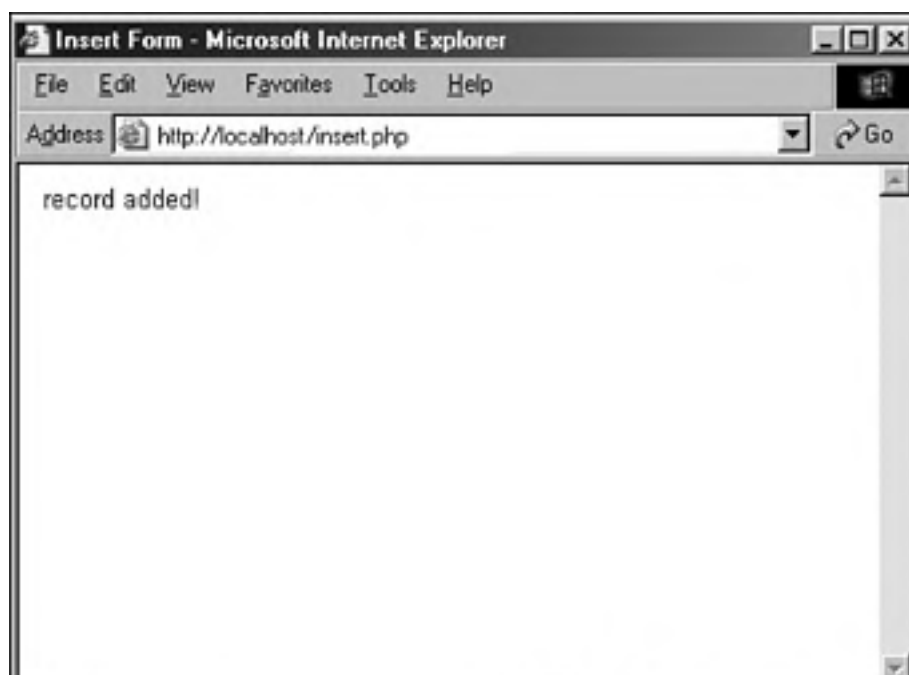 Insert Form - Microsoft Internet Explorer
File Edit View Favorites Tools Help
Address http://localhost/insert.php Go
record added!